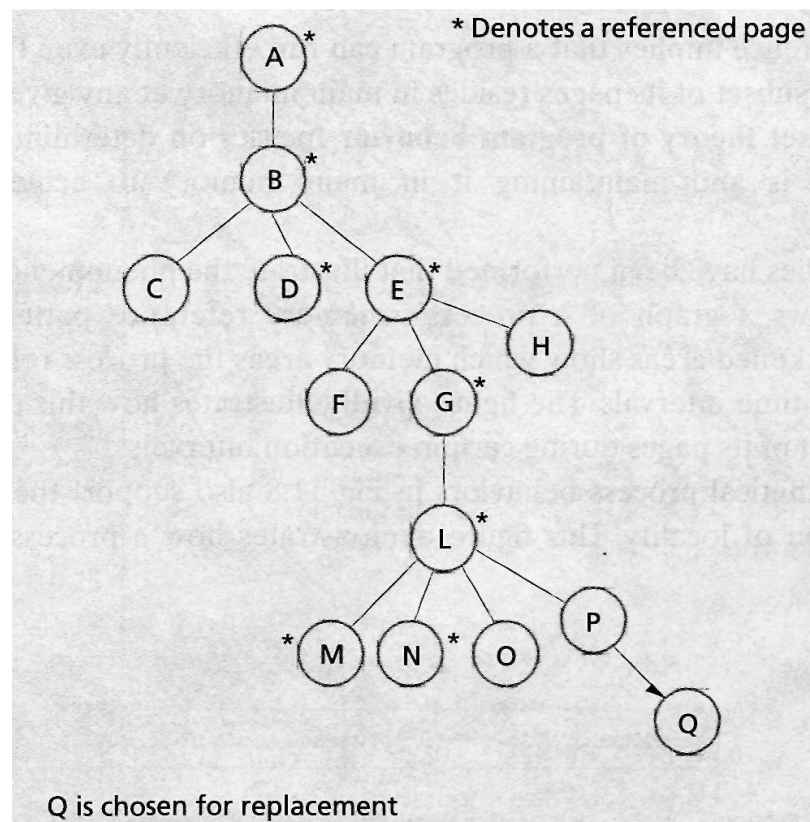 * Denotes a referenced page
A *
B *
C
D *
E *
H
F
G *
L *
P
* M
N *
O
Q
Q is chosen for replacement